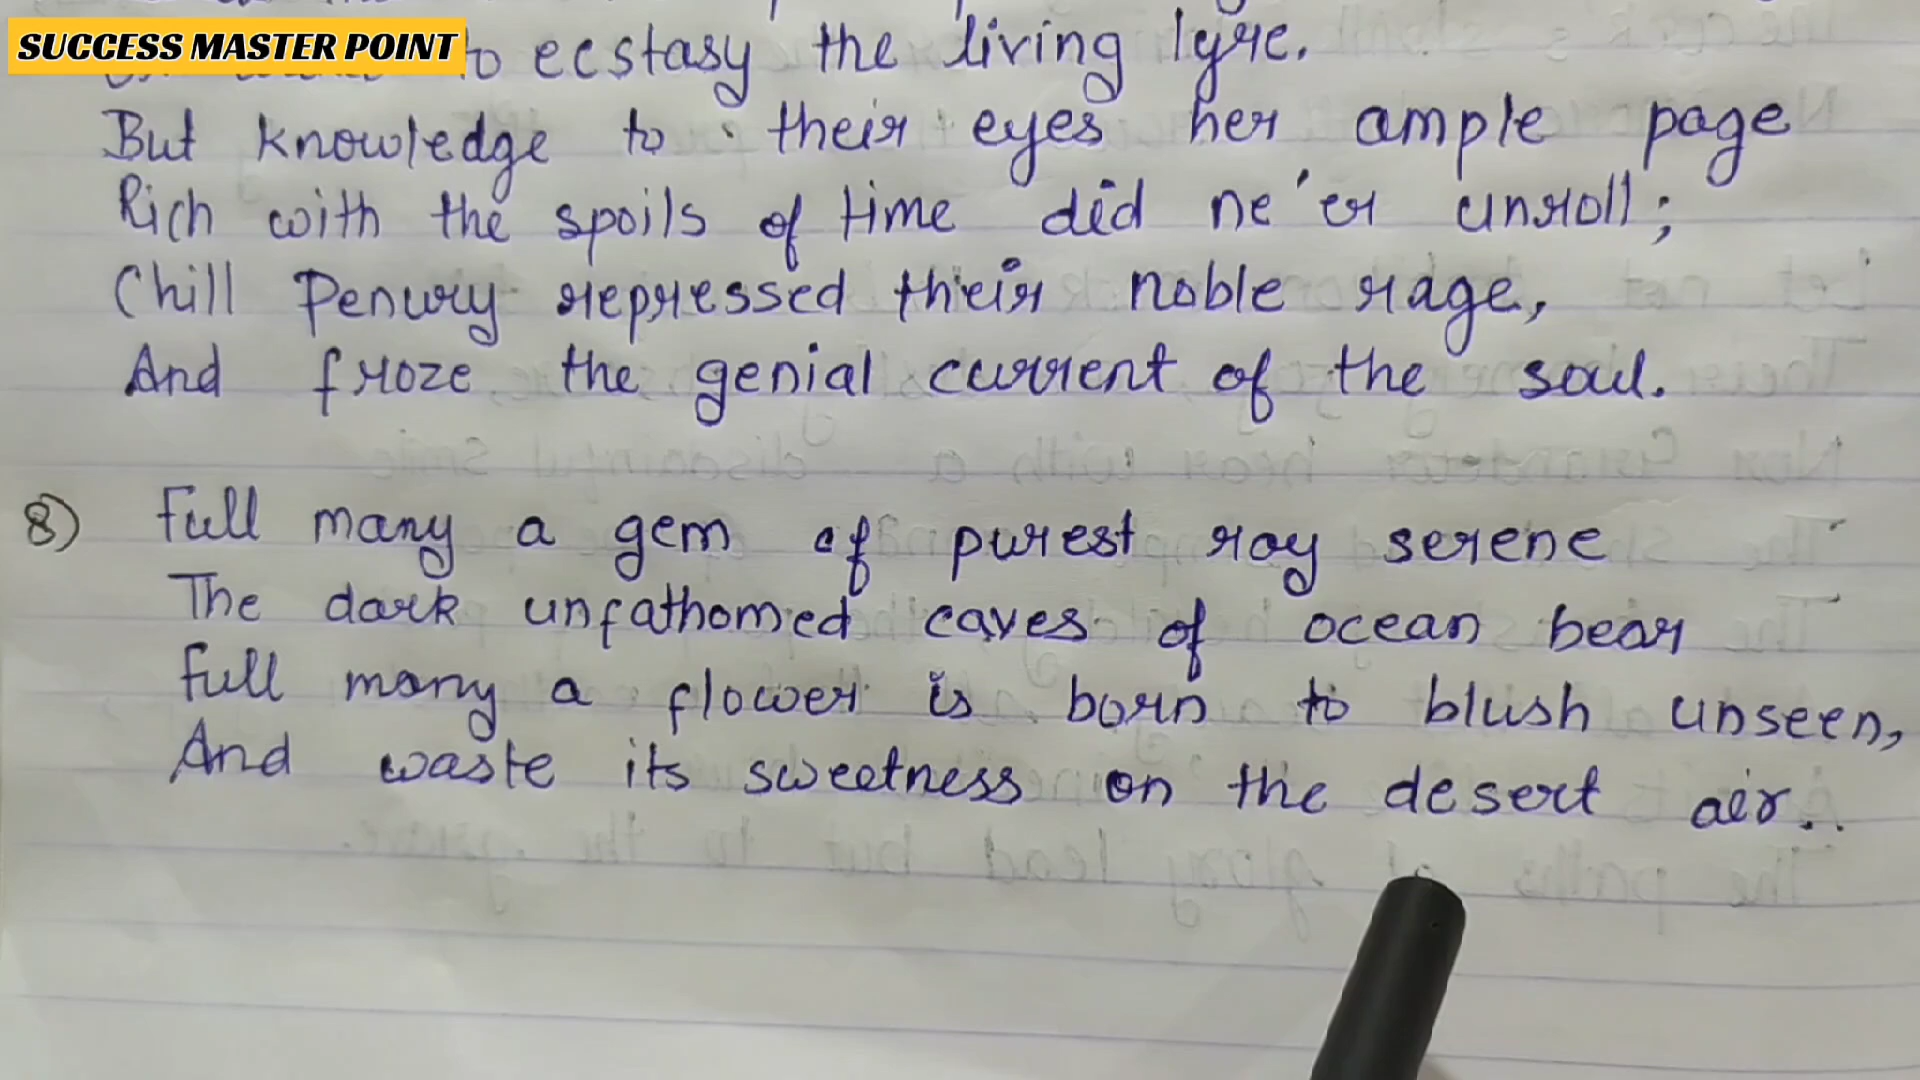 SUCCESS MASTER POINT
to ecstasy the living lyre.
But knowledge to their eyes her ample page
Rich with the spoils of time did ne'er unroll;
Chill Penury repressed their noble rage,
And froze the genial current of the soul.
8) Full many a gem of purest ray serene
The dark unfathomed caves of ocean bear
Full many a flower is born to blush unseen,
And waste its sweetness on the desert air.